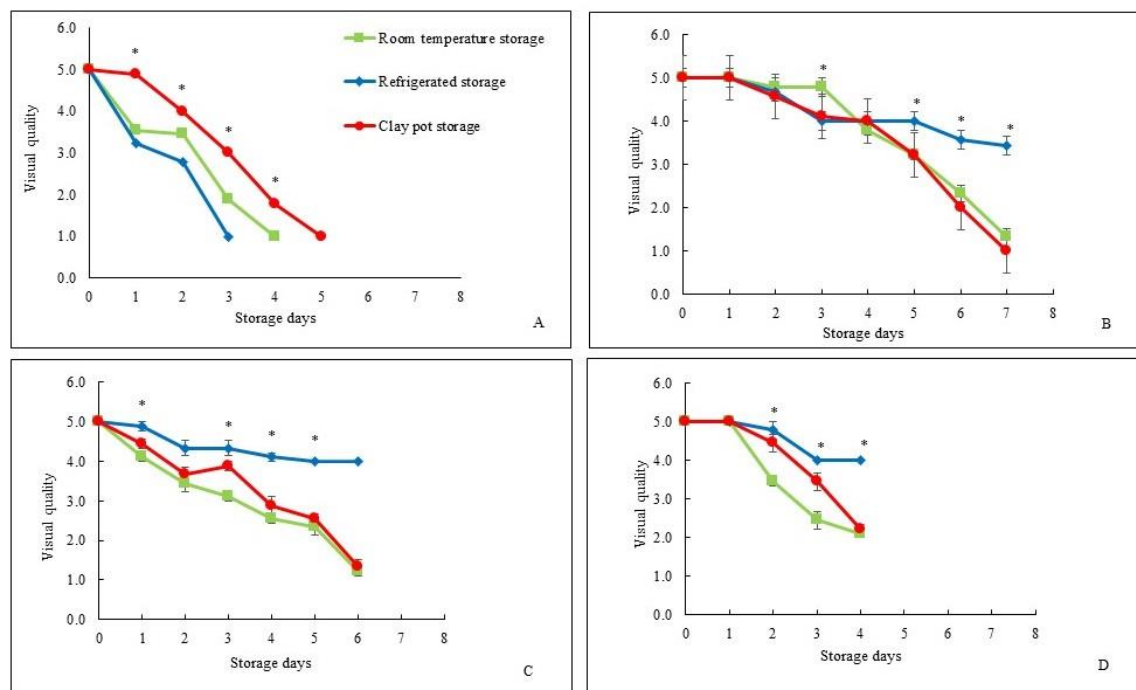 6.0
5.0
4.0
3.0
2.0
1.0
0.0
Visual quality
* * * *
Room temperature storage
Refrigerated storage
Clay pot storage
0 1 2 3 4 5 6 7 8
Storage days
A
6.0
5.0
4.0
3.0
2.0
1.0
0.0
Visual quality
* * * *
0 1 2 3 4 5 6 7 8
Storage days
B
6.0
5.0
4.0
3.0
2.0
1.0
0.0
Visual quality
* * * *
0 1 2 3 4 5 6 7 8
Storage days
C
6.0
5.0
4.0
3.0
2.0
1.0
0.0
Visual quality
* * *
0 1 2 3 4 5 6 7 8
Storage days
D